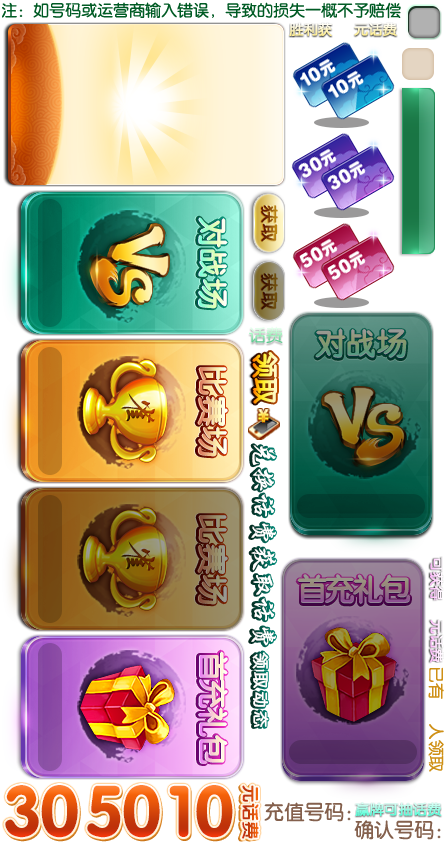 注：如号码或运营商输入错误，导致的损失一概不予赔偿
胜利获 元话费
10元
10元
30元
30元
50元
50元
对战场
VS
获取
获取
话费
领取
对战场
VS
比赛场
兑换话费
获取话费
领取动态
比赛场
首充礼包
可获得 元话费
已有 人领取
首充礼包
30 50 10 元话费
充值号码：
赢牌可抽话费
确认号码：